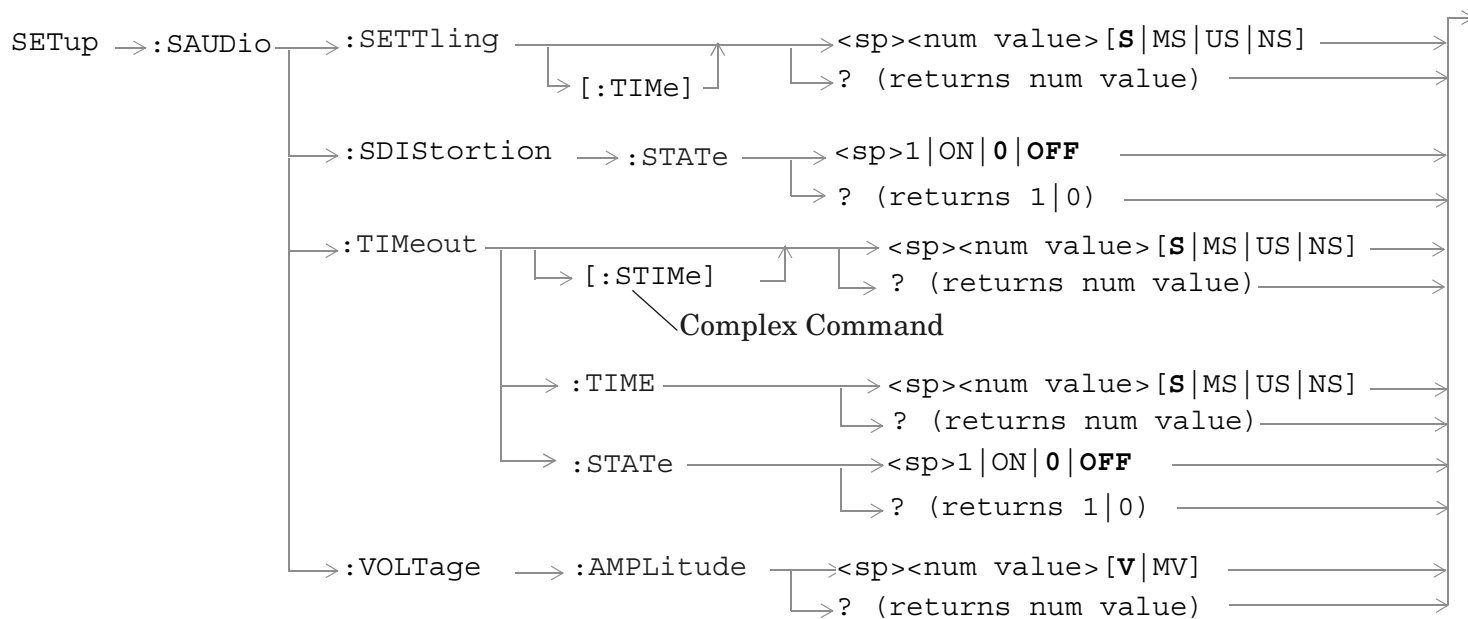 SETup :SAUDio :SETTling <sp><num value>[S|MS|US|NS]
[:TIMe] ? (returns num value)
:SDIStortion :STATe <sp>1|ON|0|OFF
? (returns 1|0)
:TIMeout <sp><num value>[S|MS|US|NS]
[:STIMe] ? (returns num value)
Complex Command
:TIME <sp><num value>[S|MS|US|NS]
? (returns num value)
:STATe <sp>1|ON|0|OFF
? (returns 1|0)
:VOLTage :AMPLitude <sp><num value>[V|MV]
? (returns num value)